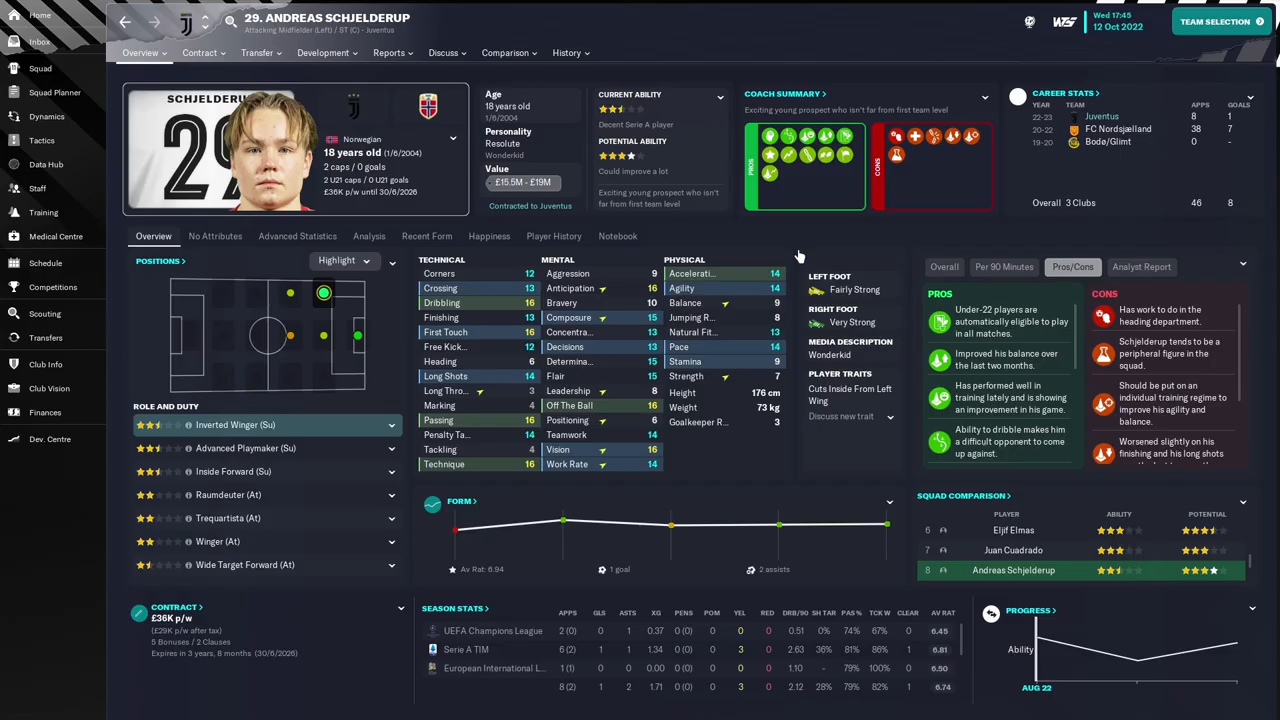 Home
Inbox
Squad
Squad Planner
Dynamics
Tactics
Data Hub
Staff
Training
Medical Centre
Schedule
Competitions
Scouting
Transfers
Club Info
Club Vision
Finances
Dev. Centre
29. ANDREAS SCHJELDERUP
Attacking Midfielder (Left) / ST (C) - Juventus
Wed 17:45
12 Oct 2022
TEAM SELECTION
Overview
Contract
Transfer
Development
Reports
Discuss
Comparison
History
SCHJELDERU
29
Norwegian
18 years old (1/6/2004)
2 caps / 0 goals
2 U21 caps / 0 U21 goals
£36K p/w until 30/6/2026
Age
18 years old
1/6/2004
Personality
Resolute
Wonderkid
Value
£15.5M - £19M
Contracted to Juventus
CURRENT ABILITY
Decent Serie A player
POTENTIAL ABILITY
Could improve a lot
Exciting young prospect who isn't
far from first team level
COACH SUMMARY >
Exciting young prospect who isn't far from first team level
PROS
CONS
CAREER STATS >
YEAR TEAM APPS GOALS
22-23 Juventus 8 1
20-22 FC Nordsjælland 38 7
19-20 Bodø/Glimt 0 -
Overall 3 Clubs 46 8
Overview
No Attributes
Advanced Statistics
Analysis
Recent Form
Happiness
Player History
Notebook
POSITIONS >
Highlight
ROLE AND DUTY
Inverted Winger (Su)
Advanced Playmaker (Su)
Inside Forward (Su)
Raumdeuter (At)
Trequartista (At)
Winger (At)
Wide Target Forward (At)
TECHNICAL
Corners 12
Crossing 13
Dribbling 16
Finishing 13
First Touch 16
Free Kick... 12
Heading 6
Long Shots 14
Long Thro... 3
Marking 4
Passing 16
Penalty Ta... 14
Tackling 4
Technique 16
MENTAL
Aggression 9
Anticipation 16
Bravery 10
Composure 15
Concentra... 13
Decisions 13
Determina... 15
Flair 15
Leadership 8
Off The Ball 16
Positioning 6
Teamwork 14
Vision 16
Work Rate 14
PHYSICAL
Accelerati... 14
Agility 14
Balance 9
Jumping R... 8
Natural Fit... 13
Pace 14
Stamina 9
Strength 7
Height 176 cm
Weight 73 kg
Goalkeeper R... 3
LEFT FOOT
Fairly Strong
RIGHT FOOT
Very Strong
MEDIA DESCRIPTION
Wonderkid
PLAYER TRAITS
Cuts Inside From Left
Wing
Discuss new trait
Overall
Per 90 Minutes
Pros/Cons
Analyst Report
PROS
Under-22 players are
automatically eligible to play
in all matches.
Improved his balance over
the last two months.
Has performed well in
training lately and is showing
an improvement in his game.
Ability to dribble makes him
a difficult opponent to come
up against.
CONS
Has work to do in the
heading department.
Schjelderup tends to be a
peripheral figure in the
squad.
Should be put on an
individual training regime to
improve his agility and
balance.
Worsened slightly on his
finishing and his long shots
FORM >
Av Rat: 6.94
1 goal
2 assists
SQUAD COMPARISON >
PLAYER ABILITY POTENTIAL
6 Eljif Elmas
7 Juan Cuadrado
8 Andreas Schjelderup
CONTRACT >
£36K p/w
(£29K p/w after tax)
5 Bonuses / 2 Clauses
Expires in 3 years, 8 months (30/6/2026)
SEASON STATS >
APPS GLS ASTS XG PENS POM YEL RED DRB/90 SH TAR PAS % TCK W CLEAR AV RAT
UEFA Champions League 2 (0) 0 1 0.37 0 (0) 0 0 0 0.51 0% 74% 67% 0 6.45
Serie A TIM 6 (2) 1 1 1.34 0 (0) 0 3 0 2.63 36% 81% 86% 1 6.81
European International L... 1 (1) 0 0 0.00 0 (0) 0 0 0 1.10 - 79% 100% 0 6.50
8 (2) 1 2 1.71 0 (0) 0 3 0 2.12 28% 79% 82% 1 6.74
PROGRESS >
Ability
AUG 22